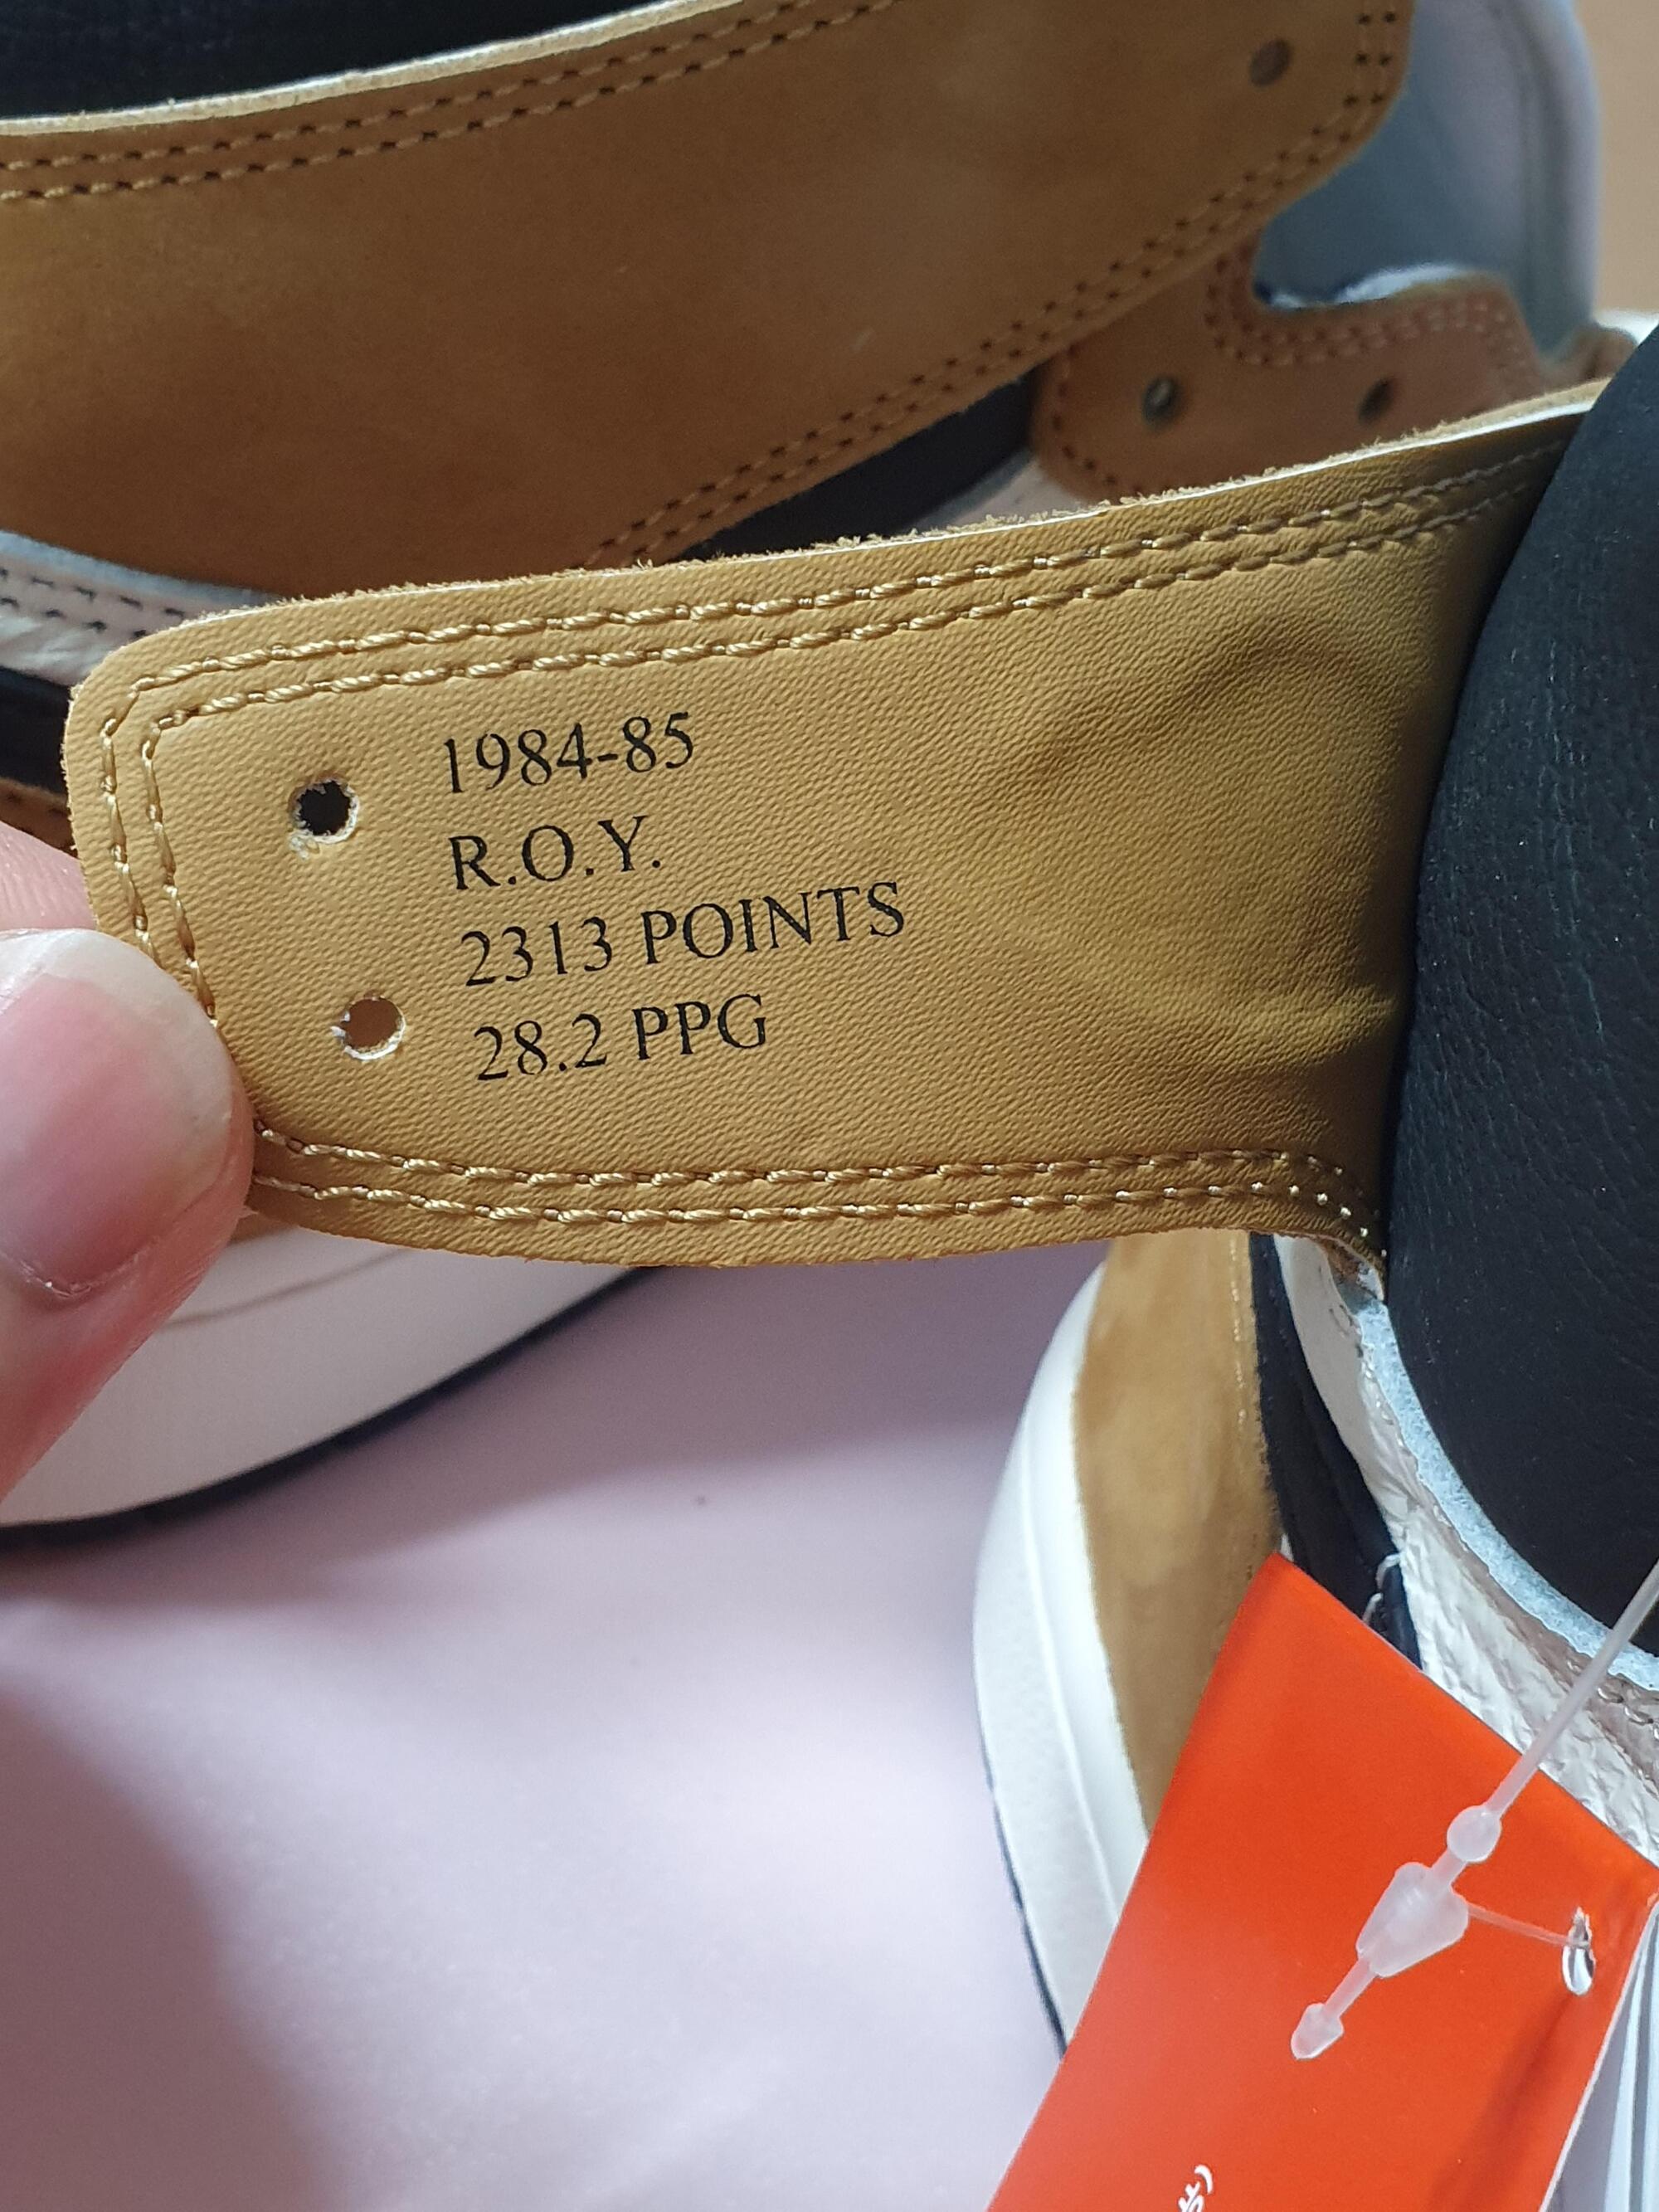 1984-85
R.O.Y.
2313 POINTS
28.2 PPG